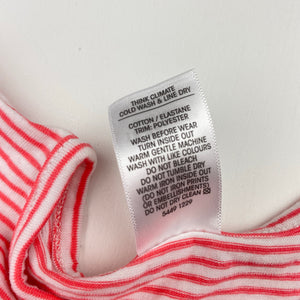 THINK CLIMATE
COLD WASH & LINE DRY
COTTON / ELASTANE
TRIM: POLYESTER
WASH BEFORE WEAR
TURN INSIDE OUT
WARM GENTLE MACHINE
WASH WITH LIKE COLOURS
DO NOT BLEACH
DO NOT TUMBLE DRY
WARM IRON INSIDE OUT
(DO NOT IRON PRINTS
OR EMBELLISHMENTS)
DO NOT DRY CLEAN
5449 1229